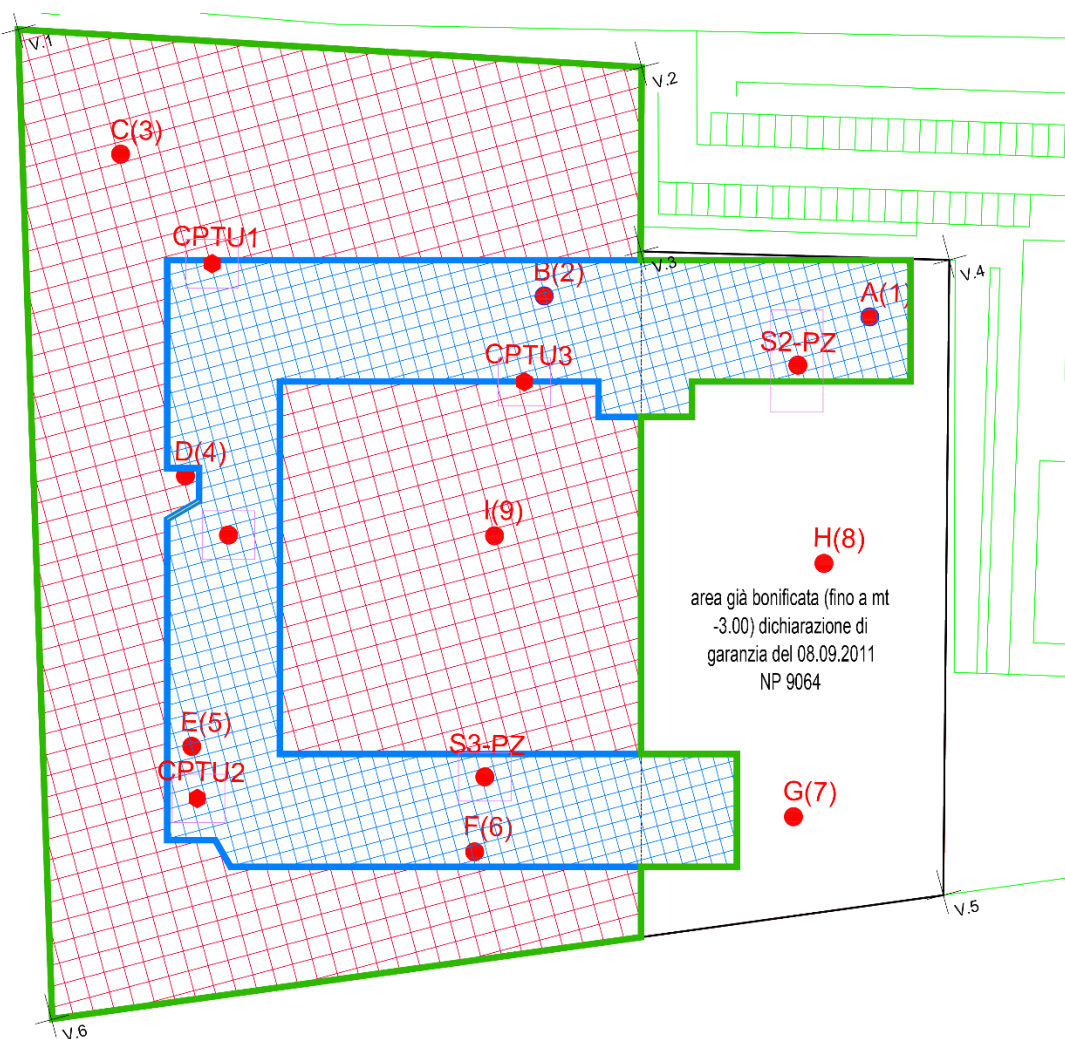 V.1
V.2
C(3)
CPTU1
V.3
V.4
B(2)
A(1)
S2-PZ
CPTU3
D(4)
I(9)
H(8)
area già bonificata (fino a mt
-3.00) dichiarazione di
garanzia del 08.09.2011
NP 9064
E(5)
S3-PZ
CPTU2
G(7)
F(6)
V.5
V.6